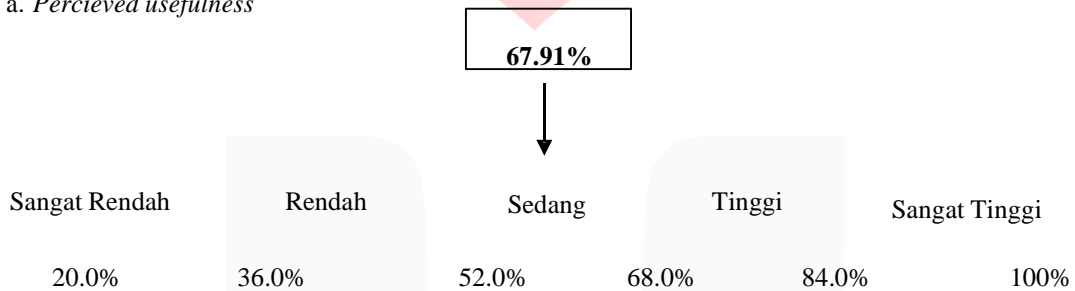 a. Percieved usefulness
67.91%
Sangat Rendah Rendah Sedang Tinggi Sangat Tinggi
20.0% 36.0% 52.0% 68.0% 84.0% 100%